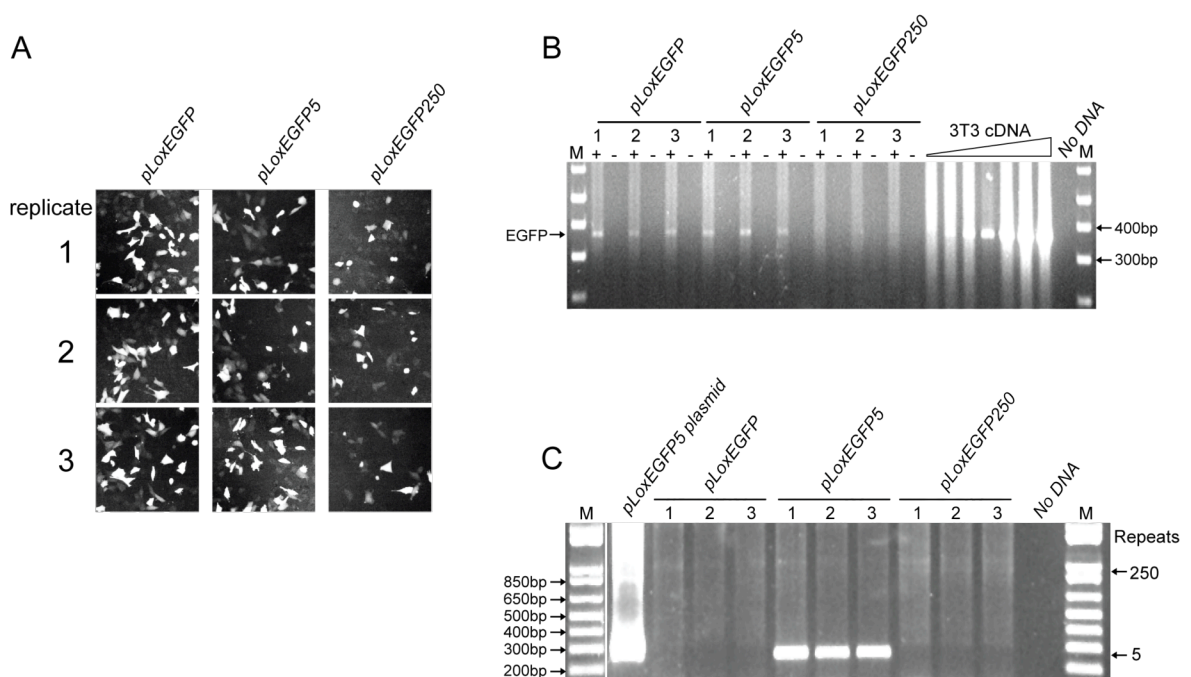 A
pLoxEGFP
pLoxEGFP5
pLoxEGFP250
replicate
1
2
3
B
pLoxEGFP
pLoxEGFP5
pLoxEGFP250
1 2 3 1 2 3 1 2 3
3T3 cDNA
No DNA
M + - + - + - + - + - + - + - + - + - M
EGFP
400bp
300bp
C
pLoxEGFP5 plasmid
pLoxEGFP
pLoxEGFP5
pLoxEGFP250
No DNA
M 1 2 3 1 2 3 1 2 3 M
Repeats
850bp
650bp
500bp
400bp
300bp
200bp
250
5